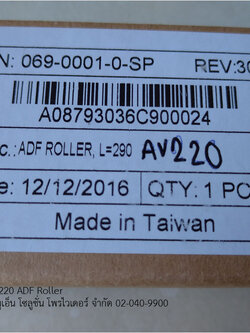 N: 069-0001-0-SP REV:30
A08793036C900024
c.: ADF ROLLER, L=290 AV220
e: 12/12/2016 QTY: 1 PC
Made in Taiwan
220 ADF Roller
เอ็น โซลูชั่น โพรไวเดอร์ จำกัด 02-040-9900